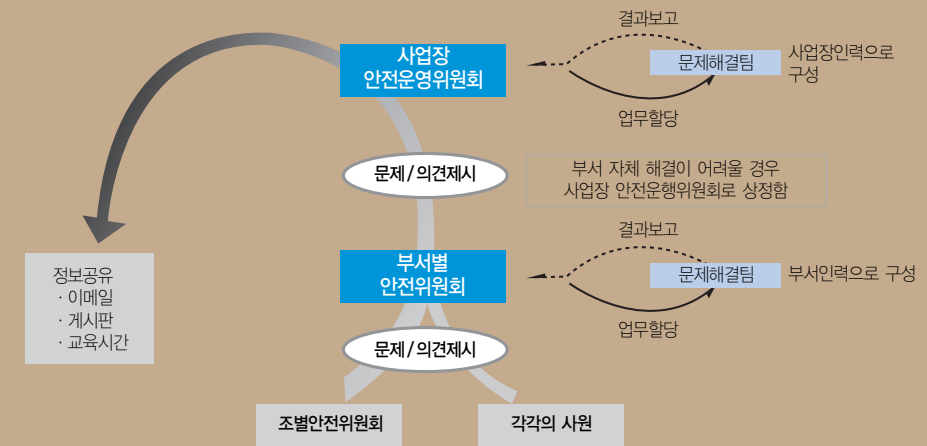 결과보고
사업장
안전운영위원회
문제해결팀
사업장인력으로
구성
업무할당
문제/의견제시
부서 자체 해결이 어려울 경우
사업장 안전운행위원회로 상정함
결과보고
부서별
안전위원회
문제해결팀
부서인력으로 구성
업무할당
정보공유
· 이메일
· 게시판
· 교육시간
문제/의견제시
조별안전위원회
각각의 사원